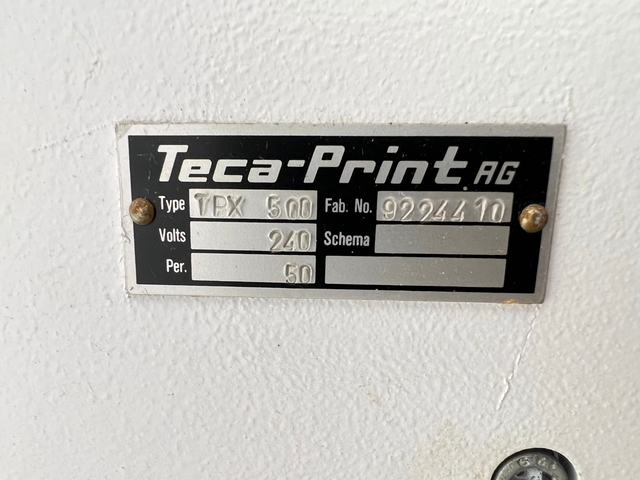 Teca-Print AG
Type TPX 500 Fab. No. 9224410
Volts 240 Schema
Per. 50